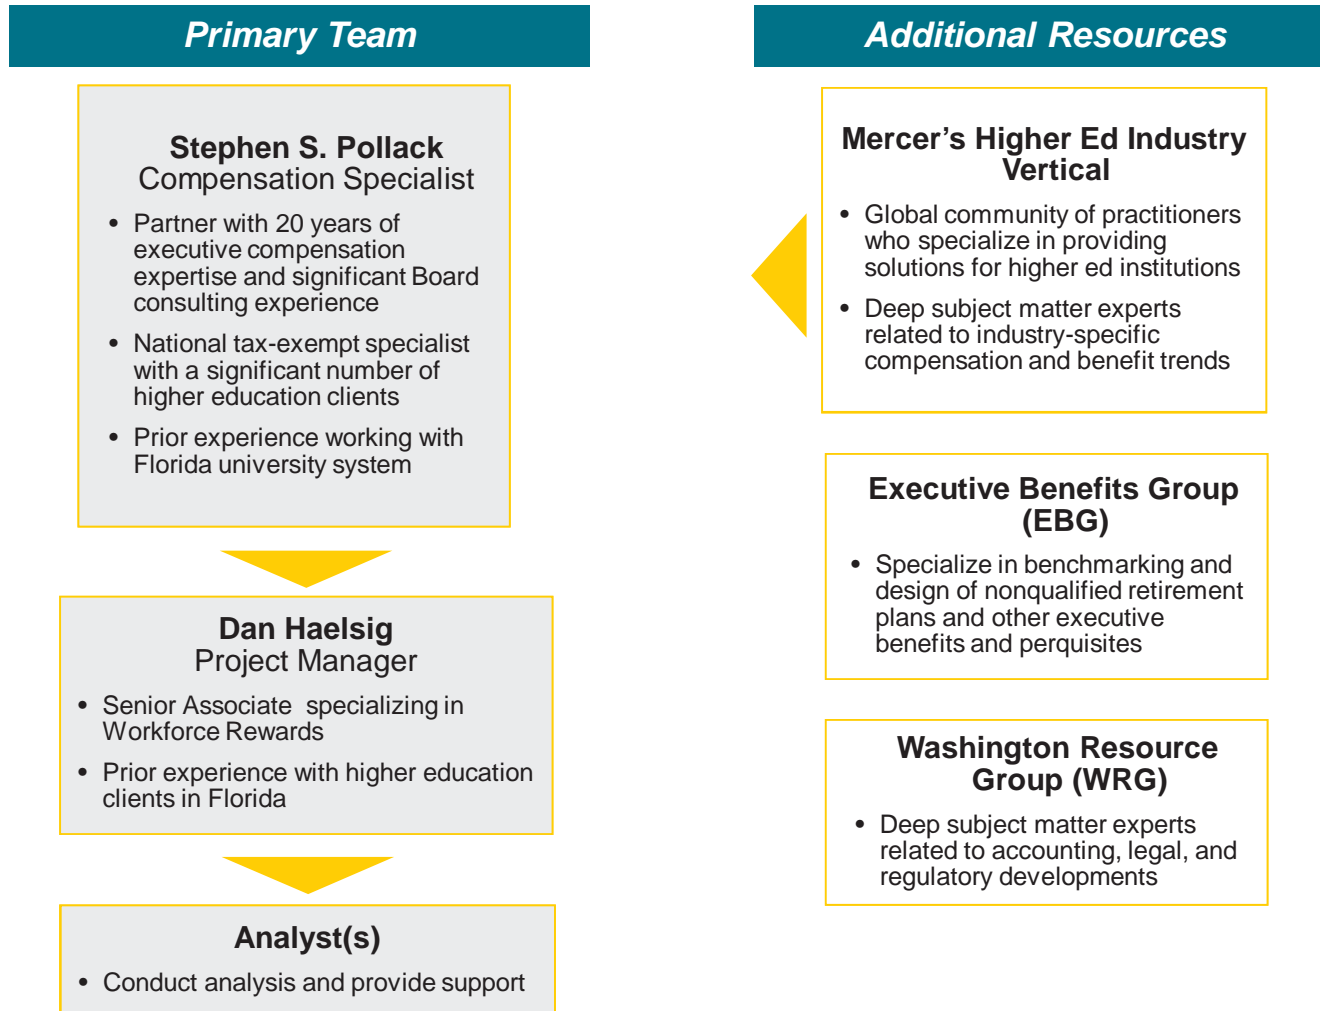 Primary Team
Stephen S. Pollack
Compensation Specialist
• Partner with 20 years of
executive compensation
expertise and significant Board
consulting experience
• National tax-exempt specialist
with a significant number of
higher education clients
• Prior experience working with
Florida university system
Dan Haelsig
Project Manager
• Senior Associate specializing in
Workforce Rewards
• Prior experience with higher education
clients in Florida
Analyst(s)
• Conduct analysis and provide support
Additional Resources
Mercer’s Higher Ed Industry
Vertical
• Global community of practitioners
who specialize in providing
solutions for higher ed institutions
• Deep subject matter experts
related to industry-specific
compensation and benefit trends
Executive Benefits Group
(EBG)
• Specialize in benchmarking and
design of nonqualified retirement
plans and other executive
benefits and perquisites
Washington Resource
Group (WRG)
• Deep subject matter experts
related to accounting, legal, and
regulatory developments